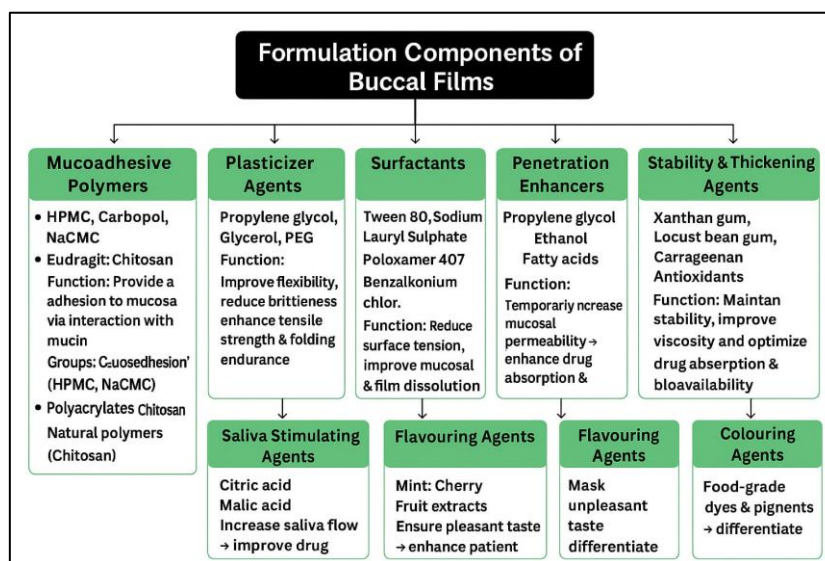 Formulation Components of
Buccal Films
Mucoadhesive
Polymers
• HPMC, Carbopol,
NaCMC
• Eudragit: Chitosan
Function: Provide a
adhesion to mucosa
via interaction with
mucin
Groups: C=uosedhesion'
(HPMC, NaCMC)
• Polyacrylates Chitosan
Natural polymers
(Chitosan)
Plasticizer
Agents
Propylene glycol,
Glycerol, PEG
Function:
Improve flexibility,
reduce brittieness
enhance tensile
strength & folding
endurance
Surfactants
Tween 80, Sodium
Lauryl Sulphate
Poloxamer 407
Benzalkonium
chlor.
Function: Reduce
surface tension,
improve mucosal
& film dissolution
Penetration
Enhancers
Propylene glycol
Ethanol
Fatty acids
Function:
Temporariy ncrease
mucosal
permeability →
enhance drug
absorption &
Stability & Thickening
Agents
Xanthan gum,
Locust bean gum,
Carrageenan
Antioxidants
Function: Maintan
stability, improve
viscosity and optimize
drug abserption &
bloavailability
Saliva Stimulating
Agents
Citric acid
Malic acid
Increase saliva flow
→ improve drug
Flavouring Agents
Mint: Cherry
Fruit extracts
Ensure pleasant taste
→ enhance patient
Flavouring
Agents
Mask
unpleasant
taste
differentiate
Colouring
Agents
Food-grade
dyes & pignents
→ differentiate